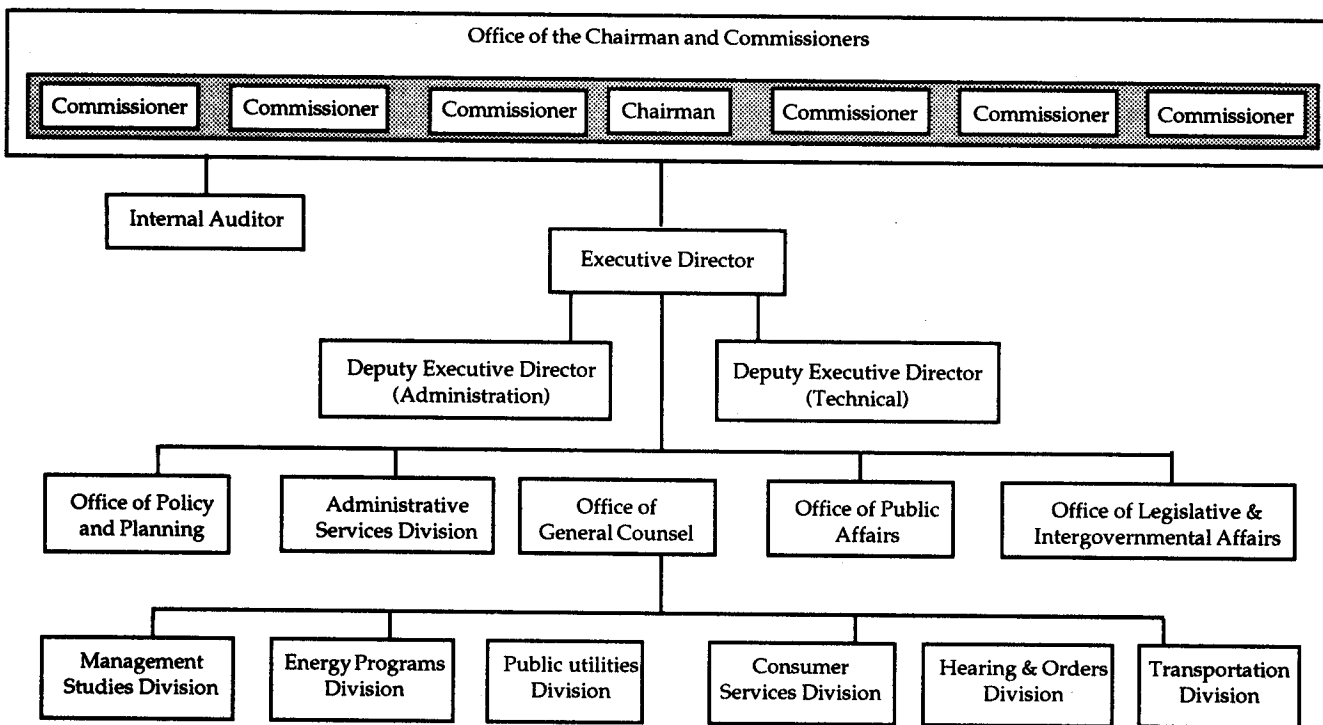 Office of the Chairman and Commissioners
Commissioner
Commissioner
Commissioner
Chairman
Commissioner
Commissioner
Commissioner
Internal Auditor
Executive Director
Deputy Executive Director
(Administration)
Deputy Executive Director
(Technical)
Office of Policy
and Planning
Administrative
Services Division
Office of
General Counsel
Office of Public
Affairs
Office of Legislative &
Intergovernmental Affairs
Management
Studies Division
Energy Programs
Division
Public utilities
Division
Consumer
Services Division
Hearing & Orders
Division
Transportation
Division